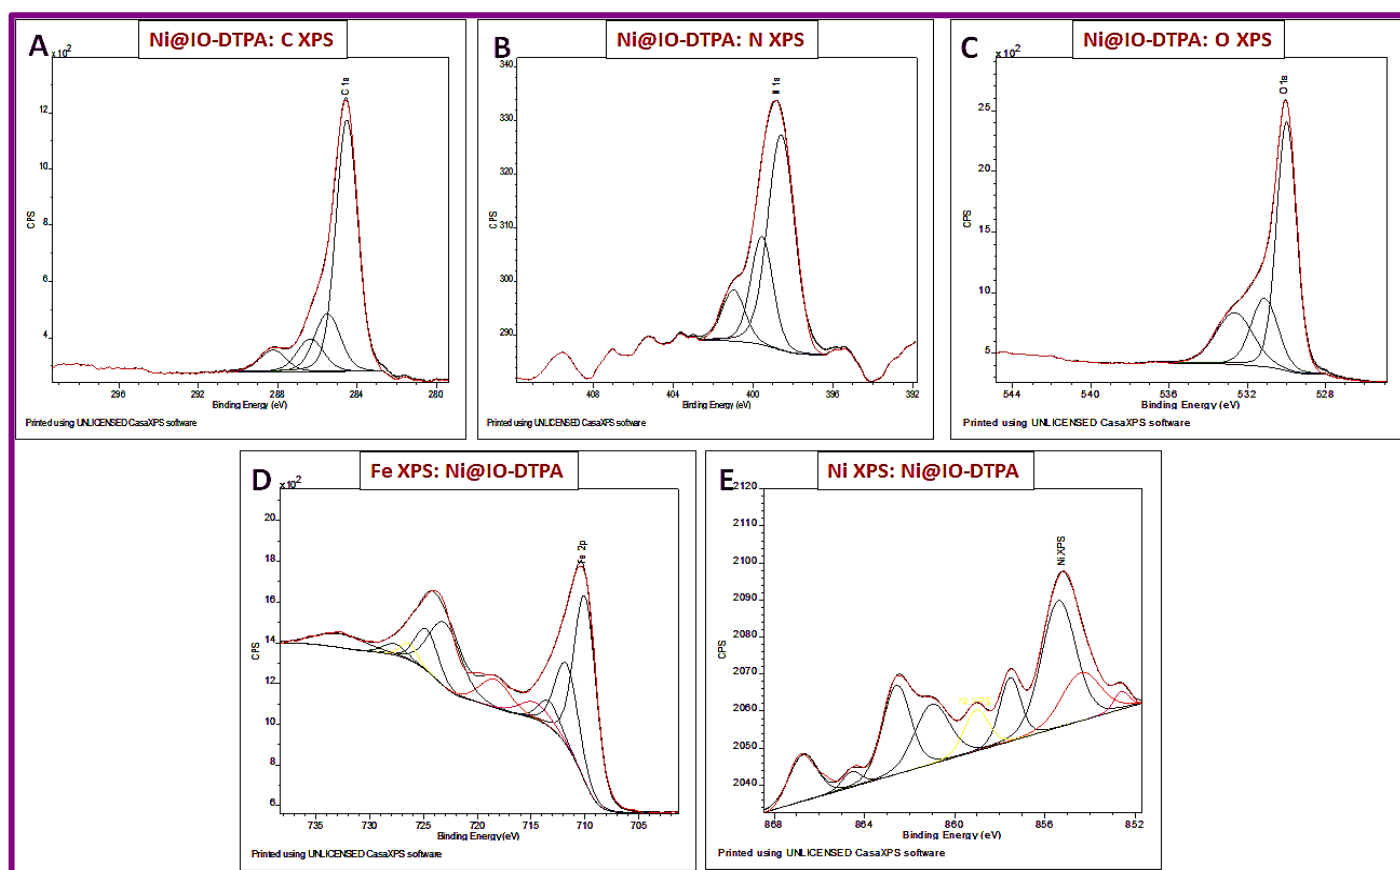 A
Ni@IO-DTPA: C XPS
x10²
C 1s
12
10
8
6
4
CPS
296
292
288
284
280
Binding Energy (eV)
Printed using UNLICENSED CasaXPS software
B
Ni@IO-DTPA: N XPS
340
N 1s
330
320
310
300
290
CPS
408
404
400
396
392
Binding Energy (eV)
Printed using UNLICENSED CasaXPS software
C
Ni@IO-DTPA: O XPS
x10²
O 1s
25
20
15
10
5
CPS
544
540
536
532
528
Binding Energy (eV)
Printed using UNLICENSED CasaXPS software
D
Fe XPS: Ni@IO-DTPA
x10²
Fe 2p
20
18
16
14
12
10
8
6
CPS
735
730
725
720
715
710
705
Binding Energy (eV)
Printed using UNLICENSED CasaXPS software
E
Ni XPS: Ni@IO-DTPA
2120
2110
2100
2090
2080
2070
2060
2050
2040
CPS
Ni XPS
Ni XPS
868
864
860
856
852
Binding Energy (eV)
Printed using UNLICENSED CasaXPS software